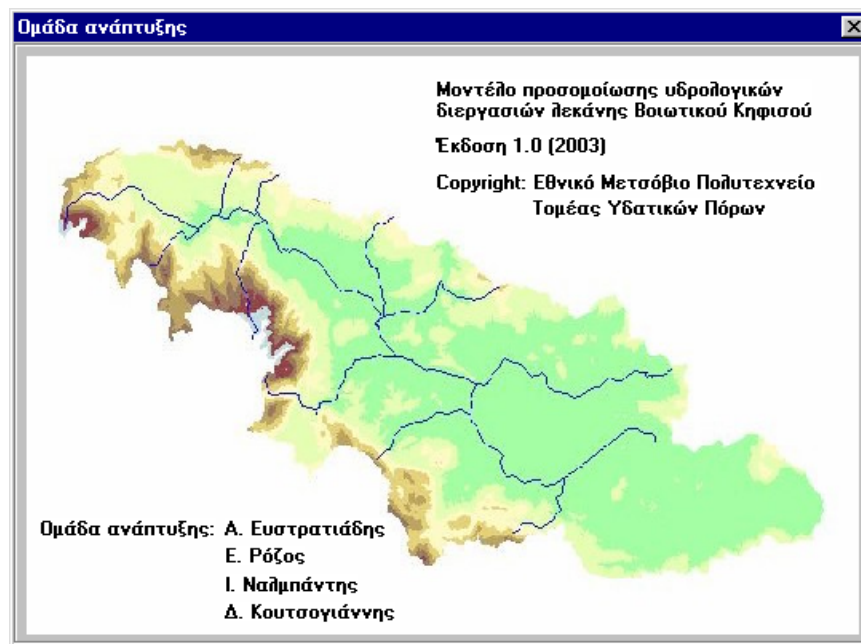 Ομάδα ανάπτυξης
Μοντέλο προσομοίωσης υδρολογικών
διεργασιών λεκάνης Βοιωτικού Κηφισού
Έκδοση 1.0 (2003)
Copyright: Εθνικό Μετσόβιο Πολυτεχνείο
Τομέας Υδατικών Πόρων
Ομάδα ανάπτυξης: Α. Ευστρατιάδης
Ε. Ρόζος
Ι. Ναλμπάντης
Δ. Κουτσογιάννης